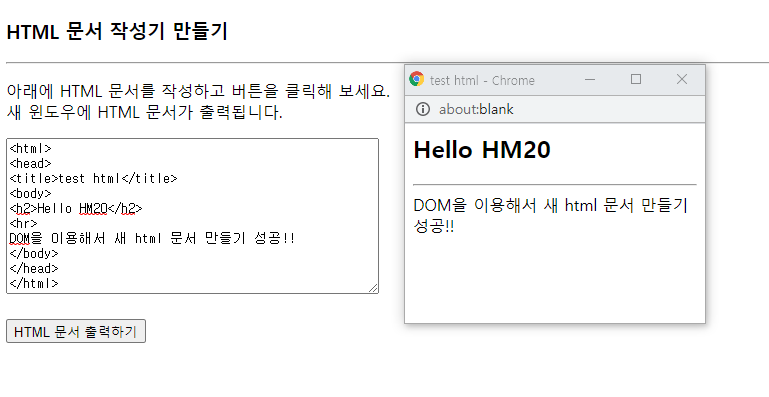 HTML 문서 작성기 만들기
아래에 HTML 문서를 작성하고 버튼을 클릭해 보세요.
새 윈도우에 HTML 문서가 출력됩니다.
<html>
<head>
<title>test html</title>
<body>
<h2>Hello HM20</h2>
<hr>
DOM을 이용해서 새 html 문서 만들기 성공!!
</body>
</head>
</html>
HTML 문서 출력하기
test html - Chrome
about:blank
Hello HM20
DOM을 이용해서 새 html 문서 만들기
성공!!